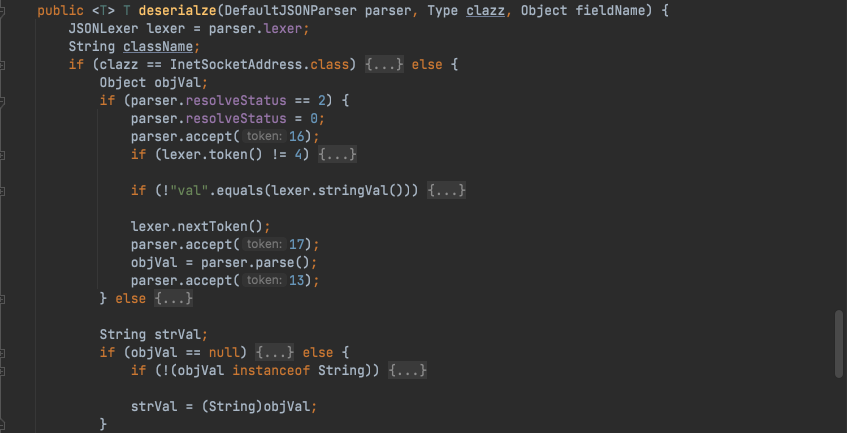 public <T> T deserialze(DefaultJSONParser parser, Type clazz, Object fieldName) {
JSONLexer lexer = parser.lexer;
String className;
if (clazz == InetSocketAddress.class) {...} else {
Object objVal;
if (parser.resolveStatus == 2) {
parser.resolveStatus = 0;
parser.accept( token: 16);
if (lexer.token() != 4) {...}
if (!"val".equals(lexer.stringVal())) {...}
lexer.nextToken();
parser.accept( token: 17);
objVal = parser.parse();
parser.accept( token: 13);
} else {...}
String strVal;
if (objVal == null) {...} else {
if (!(objVal instanceof String)) {...}
strVal = (String)objVal;
}